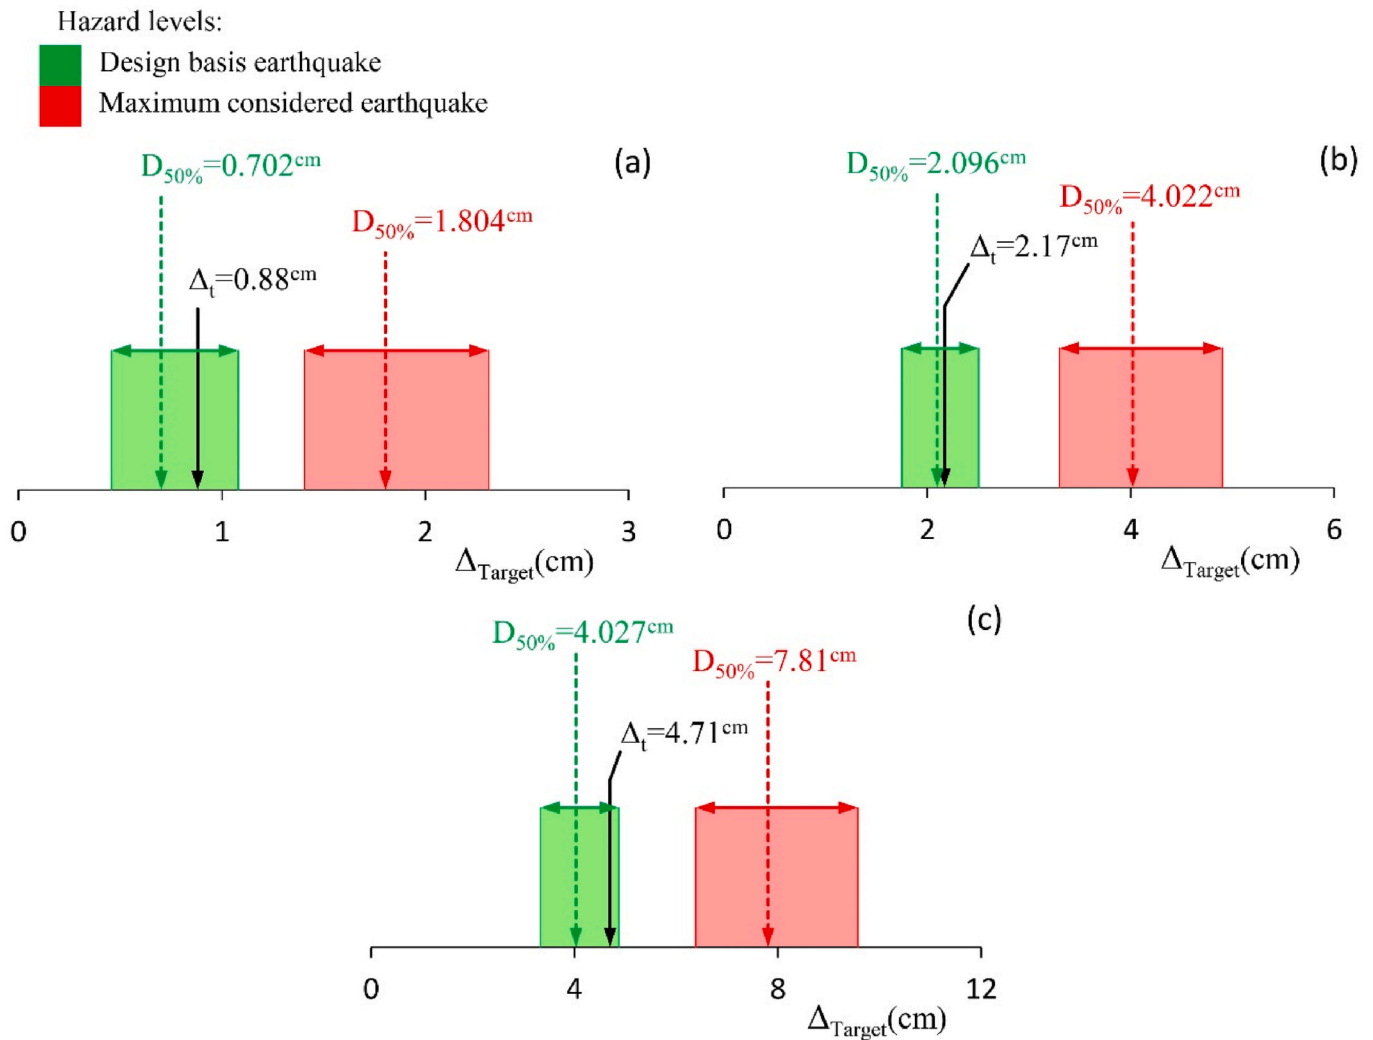 Hazard levels:
Design basis earthquake
Maximum considered earthquake
(a)
D50%=0.702cm
D50%=1.804cm
Δt=0.88cm
0 1 2 3
ΔTarget(cm)
(b)
D50%=2.096cm
D50%=4.022cm
Δt=2.17cm
0 2 4 6
ΔTarget(cm)
(c)
D50%=4.027cm
D50%=7.81cm
Δt=4.71cm
0 4 8 12
ΔTarget(cm)